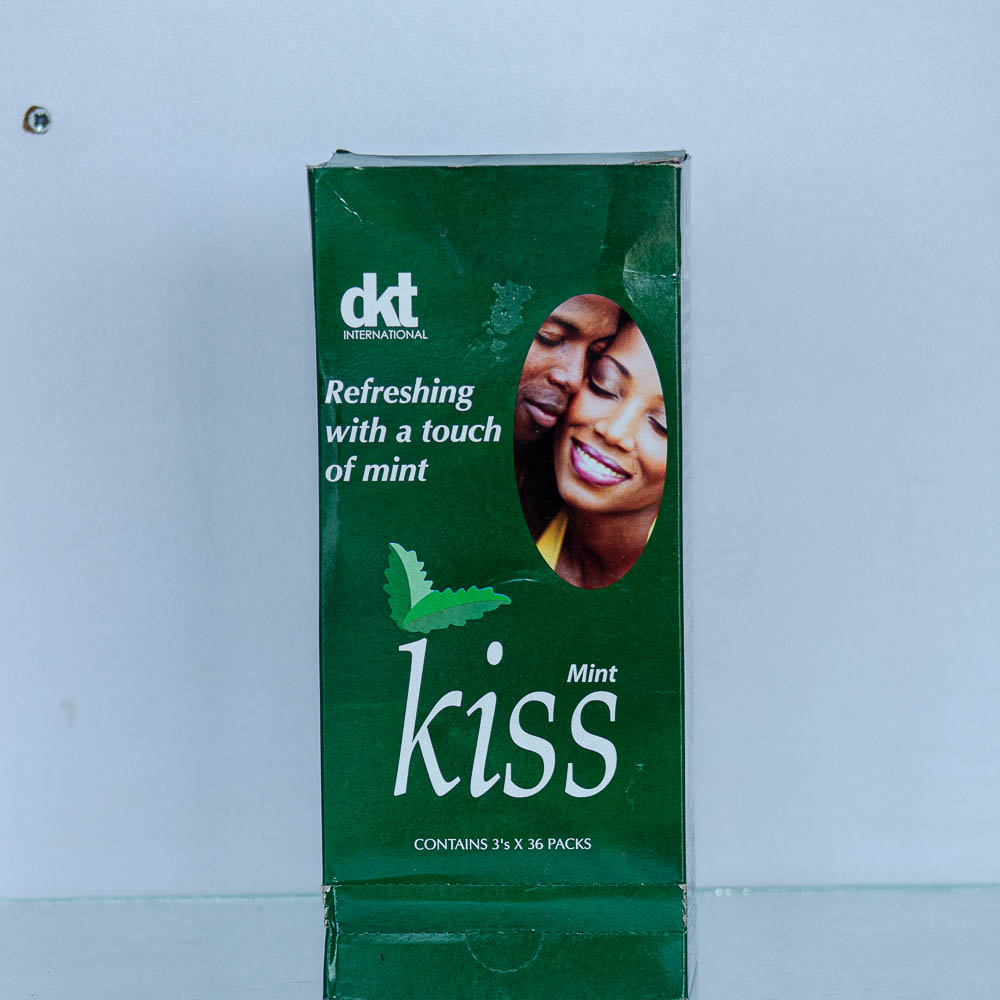 dkt
INTERNATIONAL
Refreshing
with a touch
of mint
Mint
kiss
CONTAINS 3's X 36 PACKS